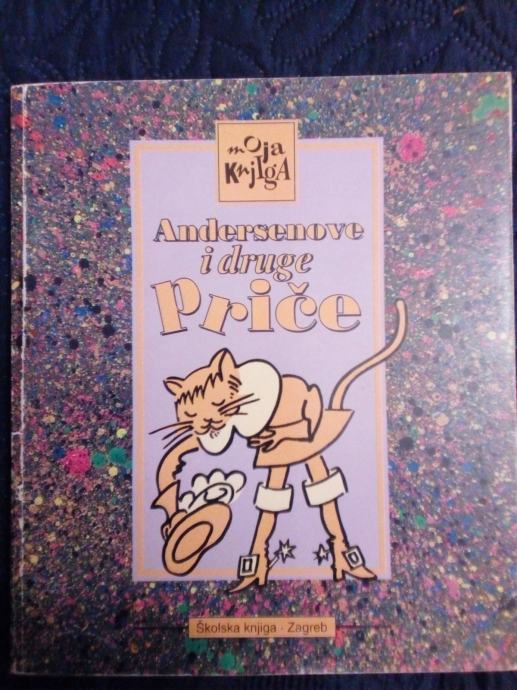 moja
Knjiga
Andersenove
i druge
Priče
Školska knjiga - Zagreb